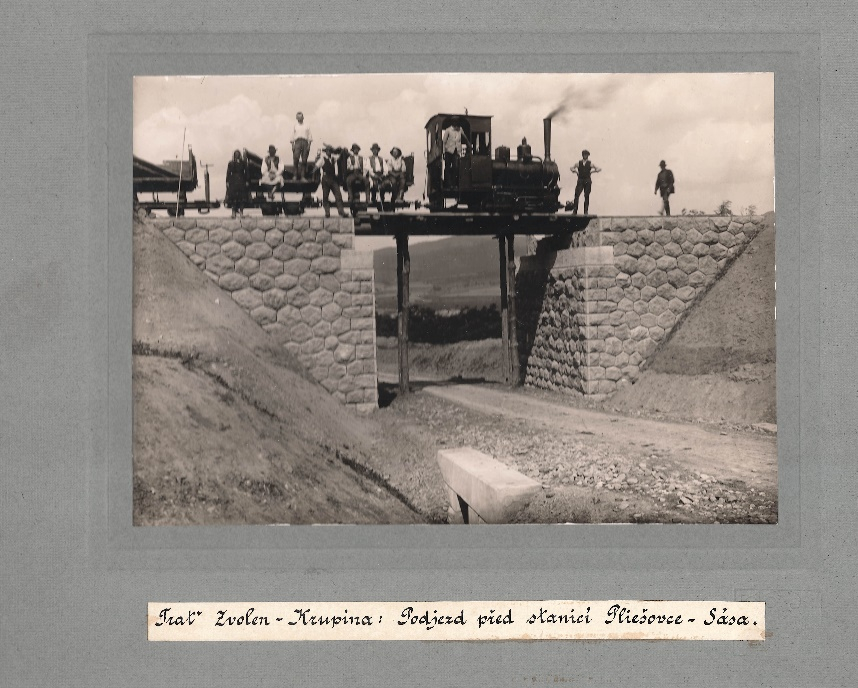 Trať Zvolen - Krupina: Podjezd před stanicí Pliešovce - Sása.